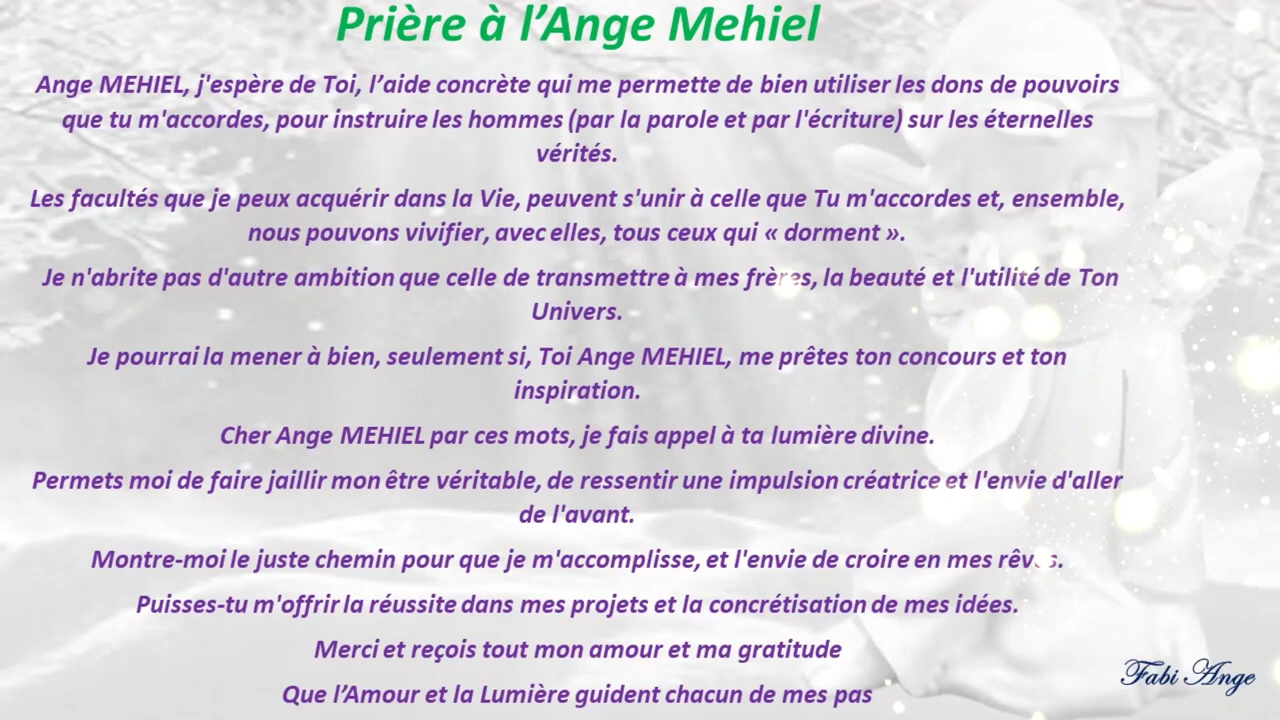 Prière à l’Ange Mehiel
Ange MEHIEL, j'espère de Toi, l’aide concrète qui me permette de bien utiliser les dons de pouvoirs
que tu m'accordes, pour instruire les hommes (par la parole et par l'écriture) sur les éternelles
vérités.
Les facultés que je peux acquérir dans la Vie, peuvent s'unir à celle que Tu m'accordes et, ensemble,
nous pouvons vivifier, avec elles, tous ceux qui « dorment ».
Je n'abrite pas d'autre ambition que celle de transmettre à mes frères, la beauté et l'utilité de Ton
Univers.
Je pourrai la mener à bien, seulement si, Toi Ange MEHIEL, me prêtes ton concours et ton
inspiration.
Cher Ange MEHIEL par ces mots, je fais appel à ta lumière divine.
Permets moi de faire jaillir mon être véritable, de ressentir une impulsion créatrice et l'envie d'aller
de l'avant.
Montre-moi le juste chemin pour que je m'accomplisse, et l'envie de croire en mes rêves.
Puisses-tu m'offrir la réussite dans mes projets et la concrétisation de mes idées.
Merci et reçois tout mon amour et ma gratitude
Que l’Amour et la Lumière guident chacun de mes pas
Fabi Ange